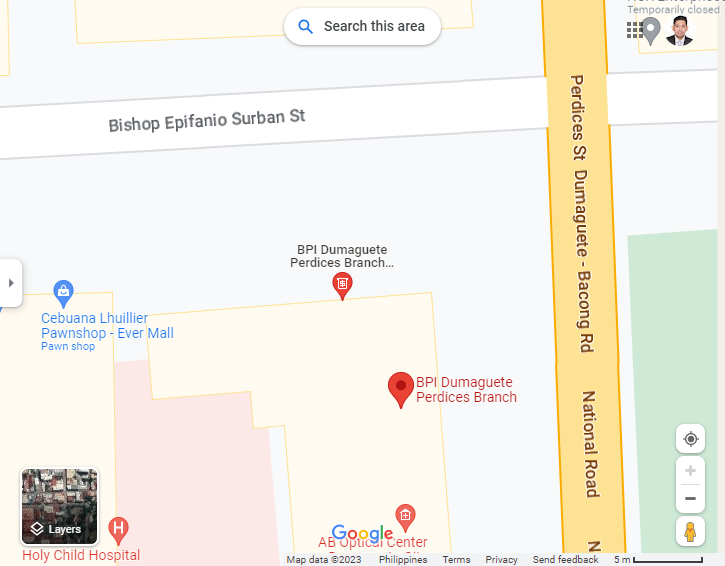 Temporarily closed
Search this area
Perdices St Dumaguete - Bacong Rd
Bishop Epifanio Surban St
BPI Dumaguete
Perdices Branch...
Cebuana Lhuillier
Pawnshop - Ever Mall
Pawn shop
BPI Dumaguete
Perdices Branch
National Road
N
Layers
H
Holy Child Hospital
Google
AB Optical Center
Map data ©2023 Philippines Terms Privacy Send feedback 5 m